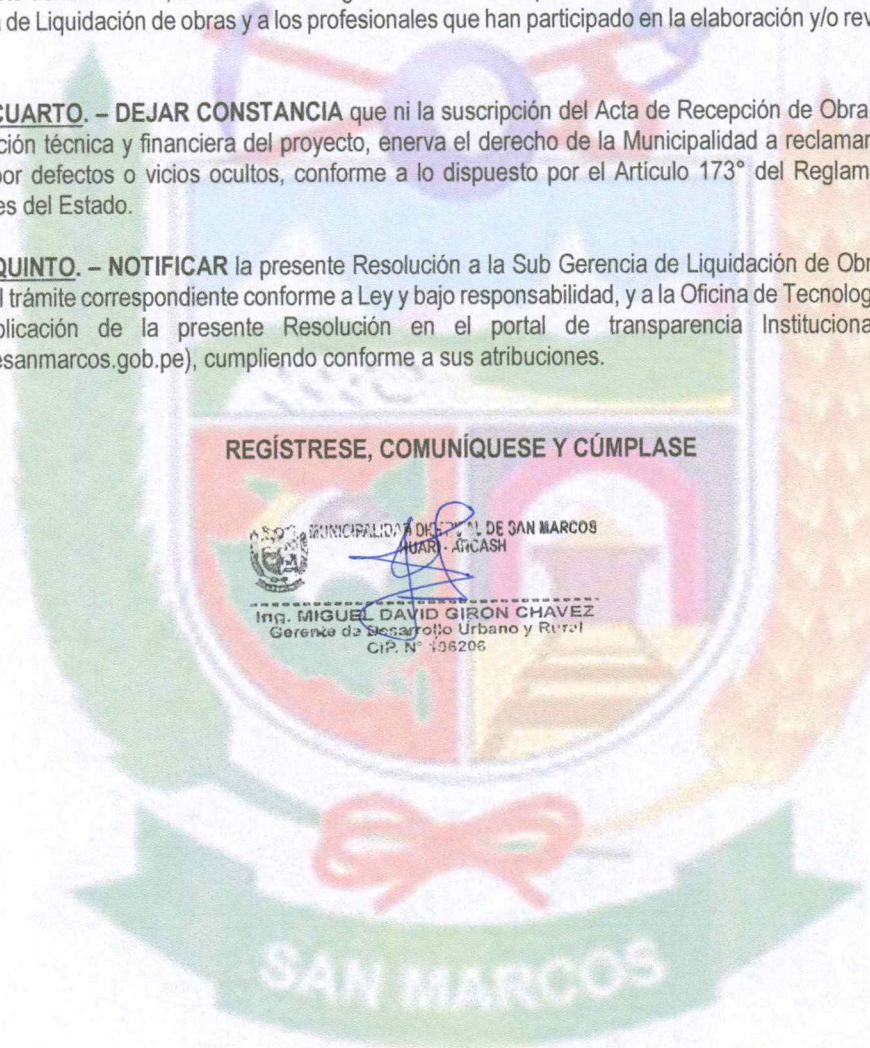 a de Liquidación de obras y a los profesionales que han participado en la elaboración y/o rev
CUARTO. – DEJAR CONSTANCIA que ni la suscripción del Acta de Recepción de Obra
ción técnica y financiera del proyecto, enerva el derecho de la Municipalidad a reclamar
por defectos o vicios ocultos, conforme a lo dispuesto por el Artículo 173° del Reglam
es del Estado.
QUINTO. – NOTIFICAR la presente Resolución a la Sub Gerencia de Liquidación de Obr
l trámite correspondiente conforme a Ley y bajo responsabilidad, y a la Oficina de Tecnolog
blicación de la presente Resolución en el portal de transparencia Instituciona
esanmarcos.gob.pe), cumpliendo conforme a sus atribuciones.
REGÍSTRESE, COMUNÍQUESE Y CÚMPLASE
MUNICIPALIDAD DISTRITAL DE SAN MARCOS
HUARI - ANCASH
Ing. MIGUEL DAVID GIRON CHAVEZ
Gerente de Desarrollo Urbano y Rural
CIP. N°
SAN MARCOS